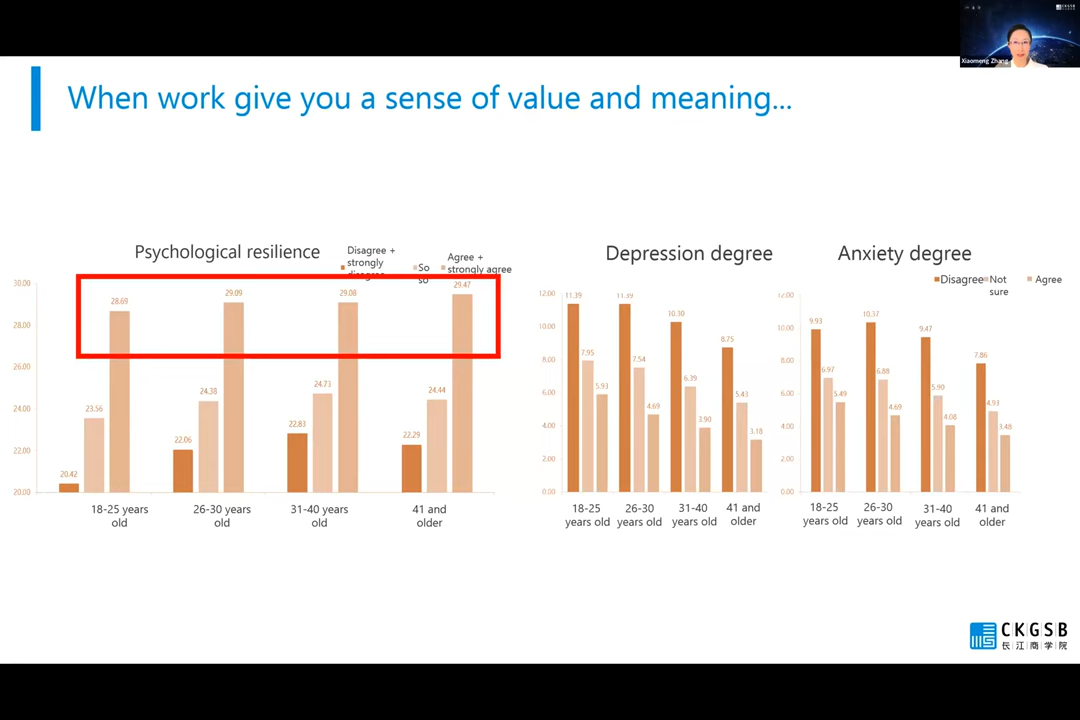 CKGSB
Xiaomeng Zhang
When work give you a sense of value and meaning...
Psychological resilience
Disagree +
strongly
disagree
So
so
Agree +
strongly agree
30.00
28.00
26.00
24.00
22.00
20.00
20.42
23.56
28.69
22.06
24.38
29.09
22.83
24.73
29.08
22.29
24.44
29.47
18-25 years
old
26-30 years
old
31-40 years
old
41 and
older
Depression degree
12.00
10.00
8.00
6.00
4.00
2.00
0.00
11.39
7.95
5.93
11.39
7.54
4.69
10.30
6.39
3.90
8.75
5.43
3.18
18-25
years old
26-30
years old
31-40
years old
41 and
older
Anxiety degree
Disagree
Not
sure
Agree
12.00
10.00
8.00
6.00
4.00
2.00
0.00
9.93
6.97
5.49
10.37
6.88
4.69
9.47
5.90
4.08
7.86
4.93
3.48
18-25
years old
26-30
years old
31-40
years old
41 and
older
CKGSB
长江商学院